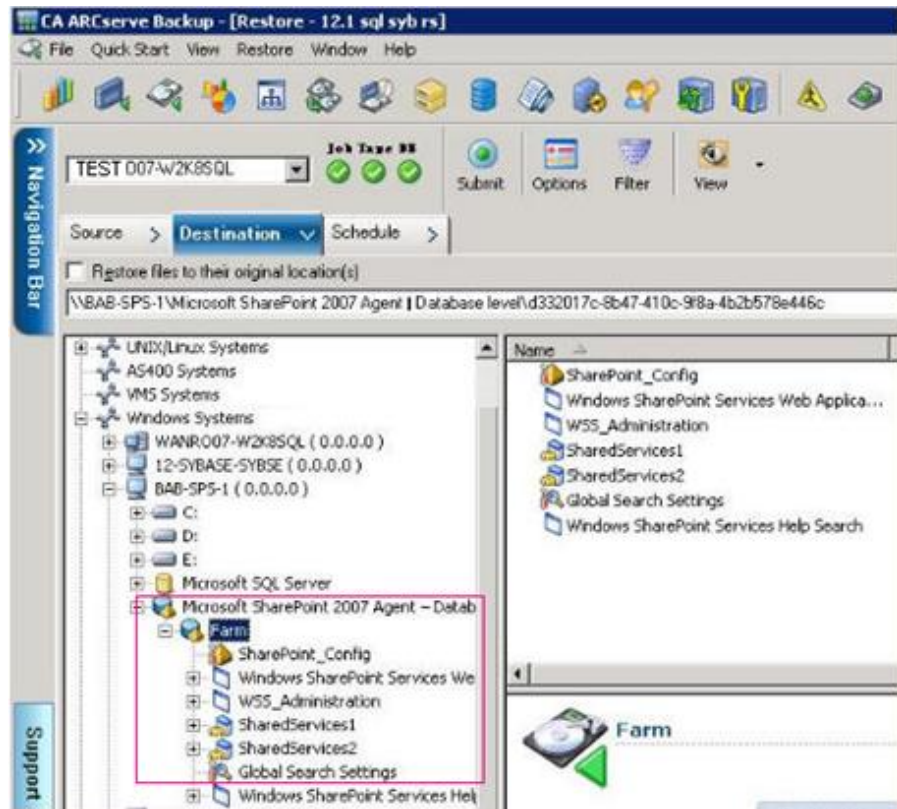 CA ARCserve Backup - [Restore - 12.1 sql syb rs]
File Quick Start View Restore Window Help
Navigation Bar
TEST 007-W2K8SQL
Job Tape DB
Submit Options Filter View
Source > Destination Schedule >
Restore files to their original location(s)
\\BAB-SPS-1\Microsoft SharePoint 2007 Agent | Database level\d332017c-8b47-410c-9f8a-4b2b578e446c
UNIX/Linux Systems
AS400 Systems
VMS Systems
Windows Systems
WANRO07-W2K8SQL ( 0.0.0.0 )
12-SYBASE-SYBSE ( 0.0.0.0 )
BAB-SPS-1 ( 0.0.0.0 )
C:
D:
E:
Microsoft SQL Server
Microsoft SharePoint 2007 Agent – Datab
Farm
SharePoint_Config
Windows SharePoint Services We
WSS_Administration
SharedServices1
SharedServices2
Global Search Settings
Windows SharePoint Services Hel
Name
SharePoint_Config
Windows SharePoint Services Web Applica...
WSS_Administration
SharedServices1
SharedServices2
Global Search Settings
Windows SharePoint Services Help Search
Farm
Support